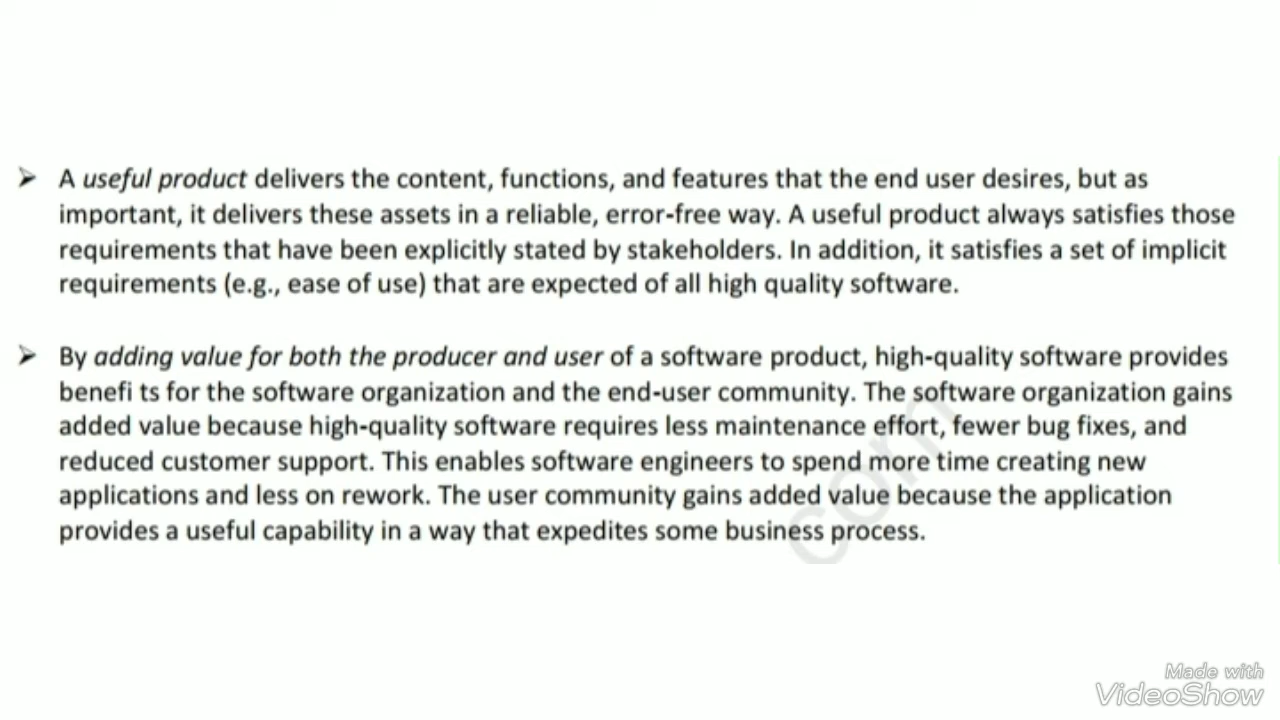 ➢ A useful product delivers the content, functions, and features that the end user desires, but as
important, it delivers these assets in a reliable, error-free way. A useful product always satisfies those
requirements that have been explicitly stated by stakeholders. In addition, it satisfies a set of implicit
requirements (e.g., ease of use) that are expected of all high quality software.
➢ By adding value for both the producer and user of a software product, high-quality software provides
benefi ts for the software organization and the end-user community. The software organization gains
added value because high-quality software requires less maintenance effort, fewer bug fixes, and
reduced customer support. This enables software engineers to spend more time creating new
applications and less on rework. The user community gains added value because the application
provides a useful capability in a way that expedites some business process.
com
Made with
VideoShow